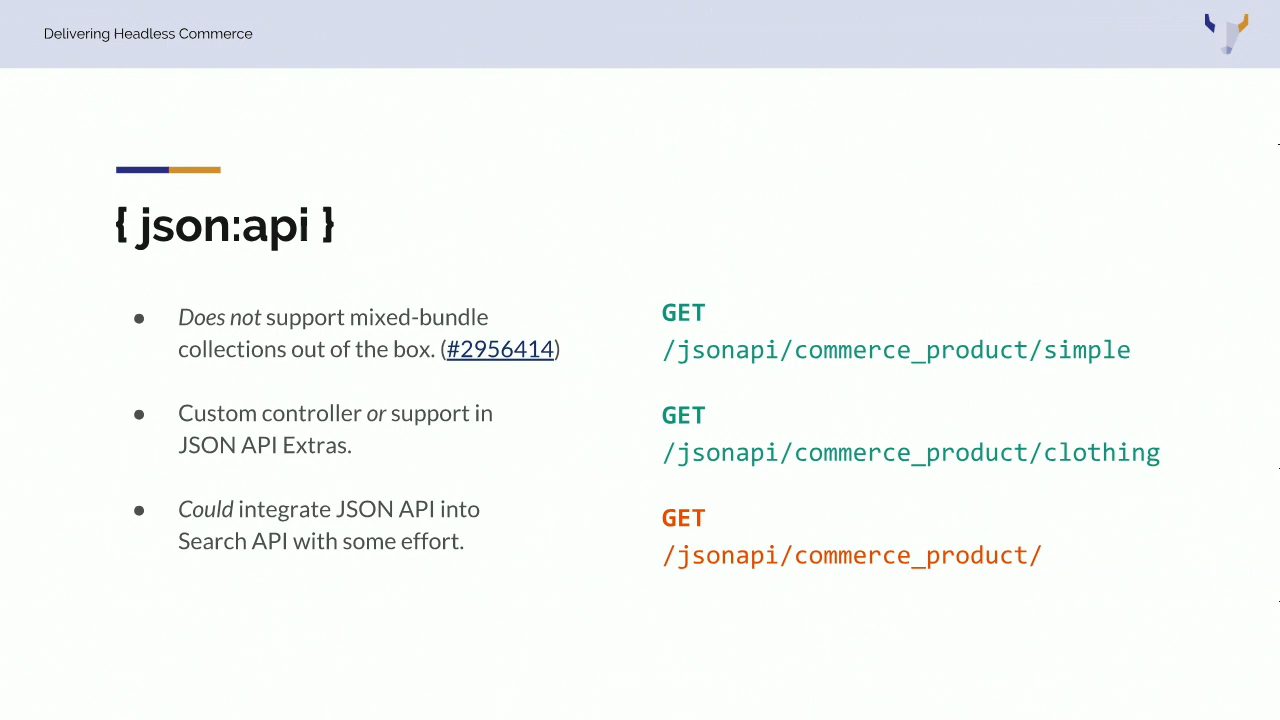 Delivering Headless Commerce
{ json:api }
● Does not support mixed-bundle
collections out of the box. (#2956414)
● Custom controller or support in
JSON API Extras.
● Could integrate JSON API into
Search API with some effort.
GET
/jsonapi/commerce_product/simple
GET
/jsonapi/commerce_product/clothing
GET
/jsonapi/commerce_product/